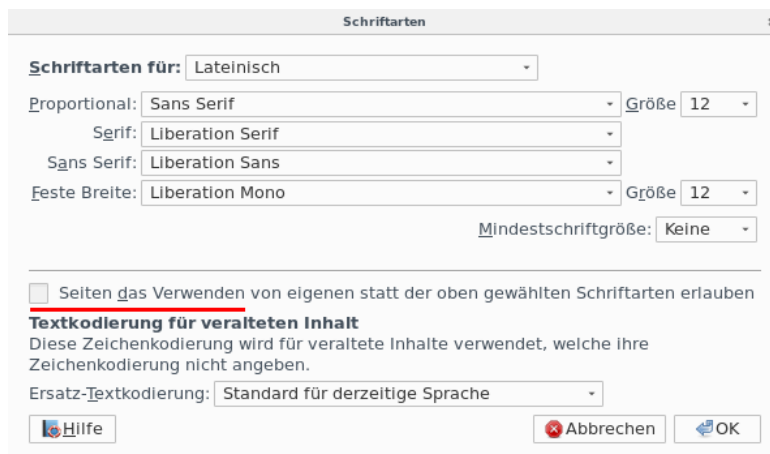 Schriftarten
Schriftarten für: Lateinisch
Proportional: Sans Serif Größe 12
Serif: Liberation Serif
Sans Serif: Liberation Sans
Feste Breite: Liberation Mono Größe 12
Mindestschriftgröße: Keine
Seiten das Verwenden von eigenen statt der oben gewählten Schriftarten erlauben
Textkodierung für veralteten Inhalt
Diese Zeichenkodierung wird für veraltete Inhalte verwendet, welche ihre
Zeichenkodierung nicht angeben.
Ersatz-Textkodierung: Standard für derzeitige Sprache
Hilfe Abbrechen OK